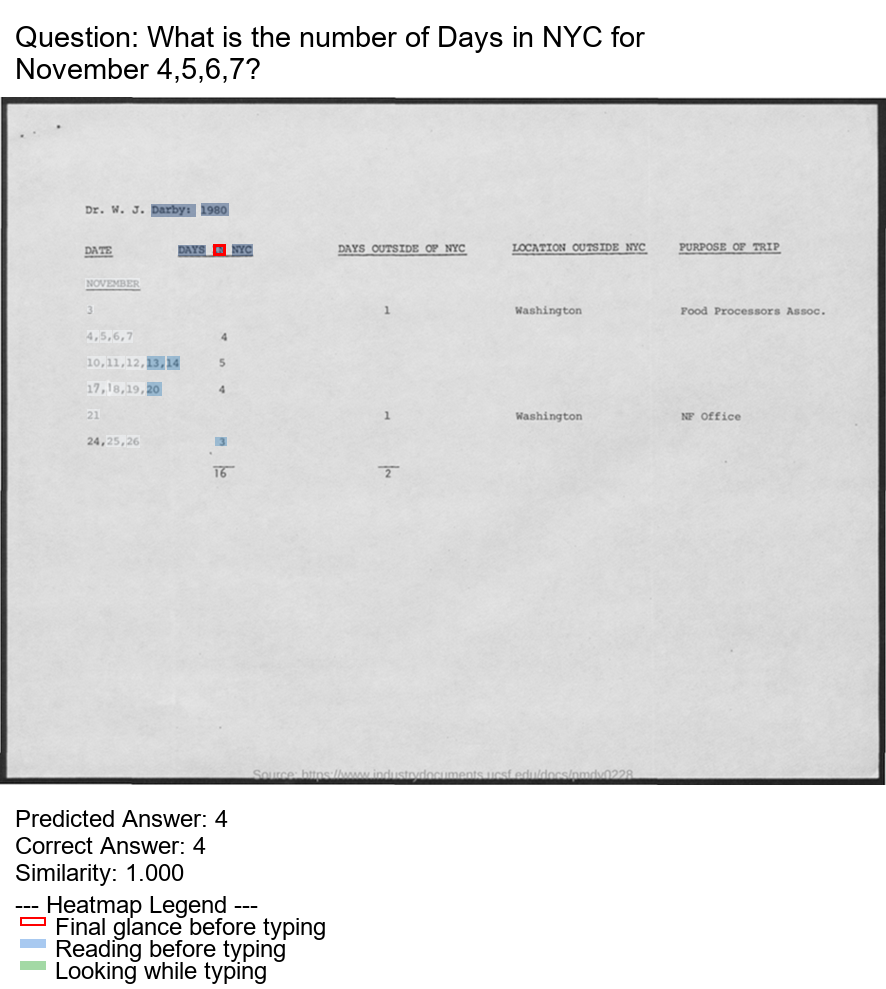 Question: What is the number of Days in NYC for
November 4,5,6,7?
Dr. W. J. Darby: 1980
DATE DAYS IN NYC DAYS OUTSIDE OF NYC LOCATION OUTSIDE NYC PURPOSE OF TRIP
NOVEMBER
3 1 Washington Food Processors Assoc.
4,5,6,7 4
10,11,12,13,14 5
17,18,19,20 4
21 1 Washington NF Office
24,25,26 3
16 2
Source: https://www.industrydocuments.ucsf.edu/docs/pmdv0228
Predicted Answer: 4
Correct Answer: 4
Similarity: 1.000
--- Heatmap Legend ---
Final glance before typing
Reading before typing
Looking while typing